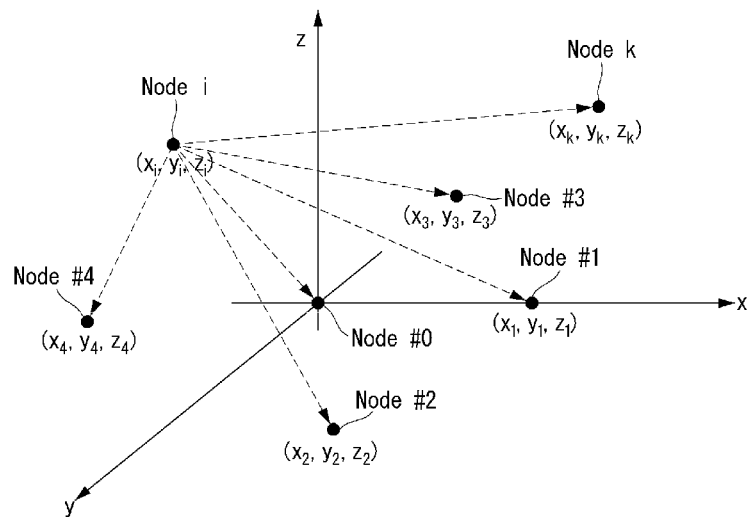 z
Node k
Node i
(xₖ, yₖ, zₖ)
(xᵢ, yᵢ, zᵢ)
Node #3
(x₃, y₃, z₃)
Node #4
Node #1
x
(x₄, y₄, z₄)
(x₁, y₁, z₁)
Node #0
Node #2
(x₂, y₂, z₂)
y